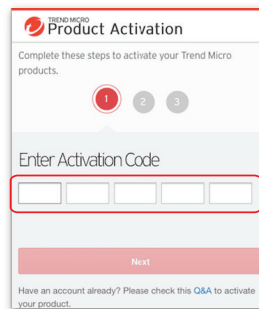 TREND MICRO
Product Activation
Complete these steps to activate your Trend Micro
products.
1 2 3
Enter Activation Code
Next
Have an account already? Please check this Q&A to activate
your product.